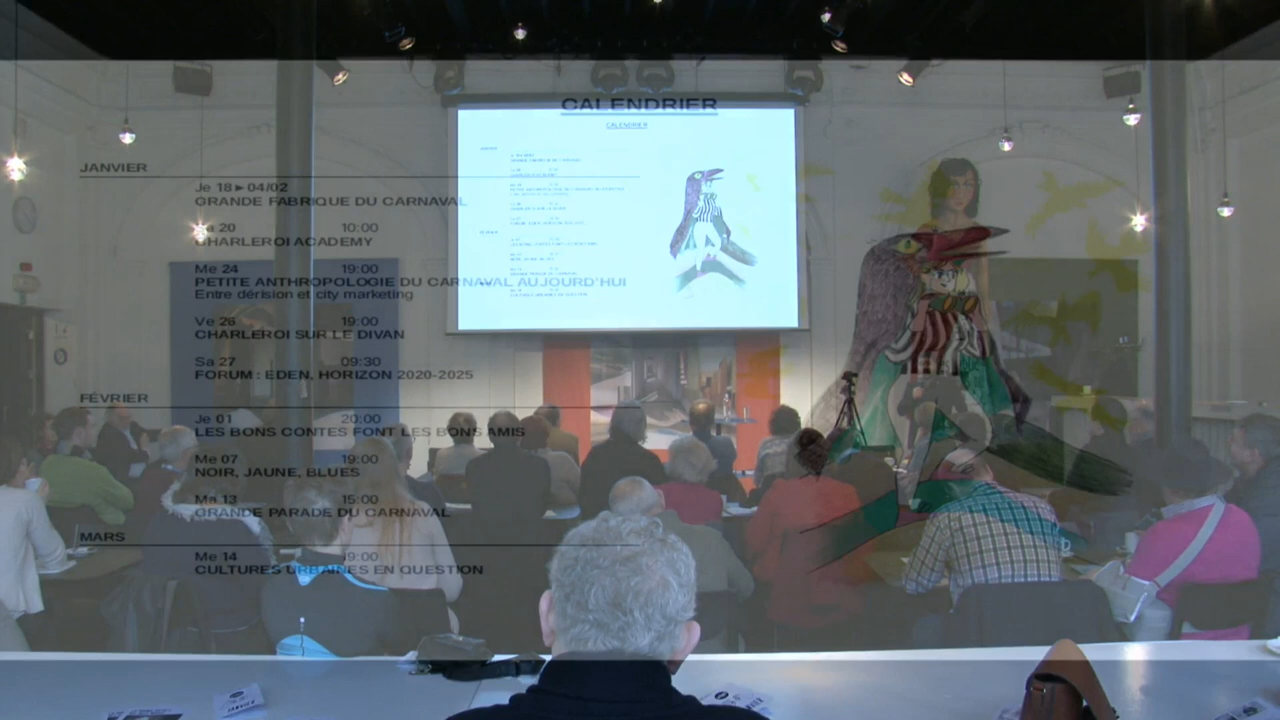 CALENDRIER
CALENDRIER
JANVIER
Je 18 ▸ 04/02
GRANDE FABRIQUE DU CARNAVAL
Sa 20 10:00
CHARLEROI ACADEMY
Me 24 19:00
PETITE ANTHROPOLOGIE DU CARNAVAL AUJOURD'HUI
Entre dérision et city marketing
Ve 26 19:00
CHARLEROI SUR LE DIVAN
Sa 27 09:30
FORUM : EDEN, HORIZON 2020-2025
FÉVRIER
Je 01 20:00
LES BONS CONTES FONT LES BONS AMIS
Me 07 19:00
NOIR, JAUNE, BLUES
Ma 13 15:00
GRANDE PARADE DU CARNAVAL
MARS
Me 14 19:00
CULTURES URBAINES EN QUESTION
JANVIER